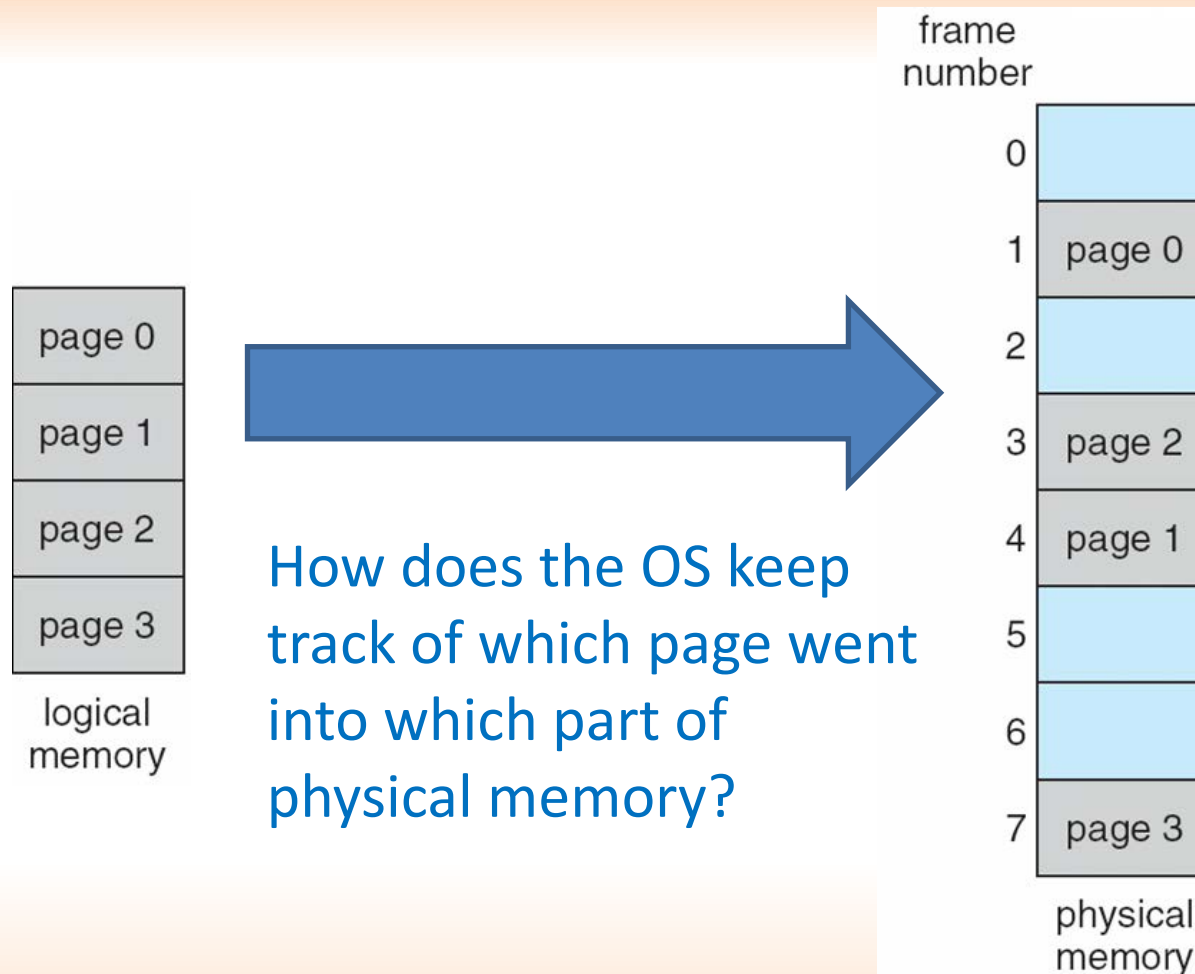 page 0
page 1
page 2
page 3
logical
memory
How does the OS keep
track of which page went
into which part of
physical memory?
frame
number
0
1 page 0
2
3 page 2
4 page 1
5
6
7 page 3
physical
memory